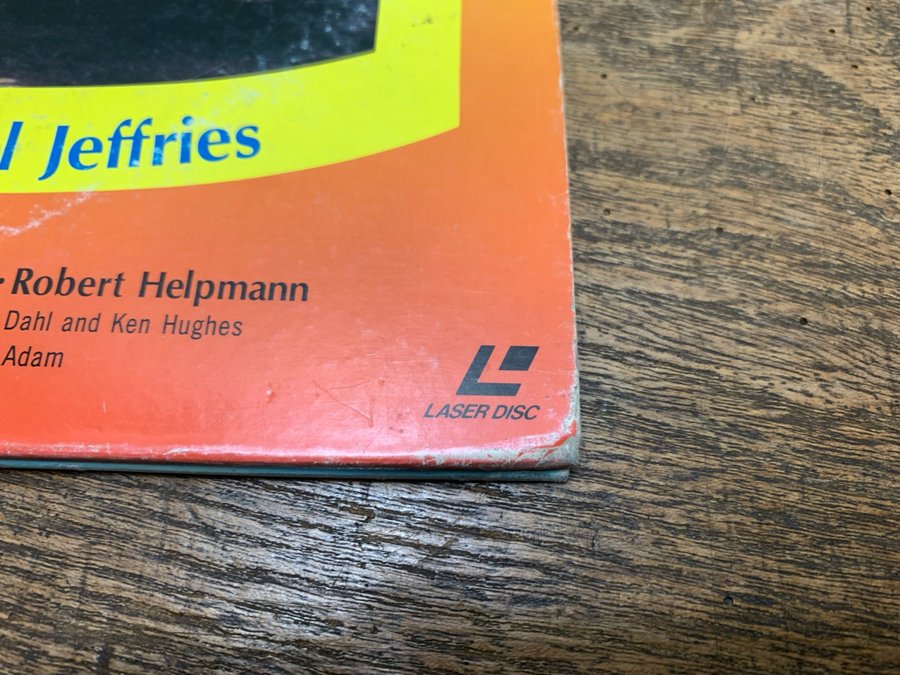 Jeffries
Robert Helpmann
Dahl and Ken Hughes
Adam
LASER DISC